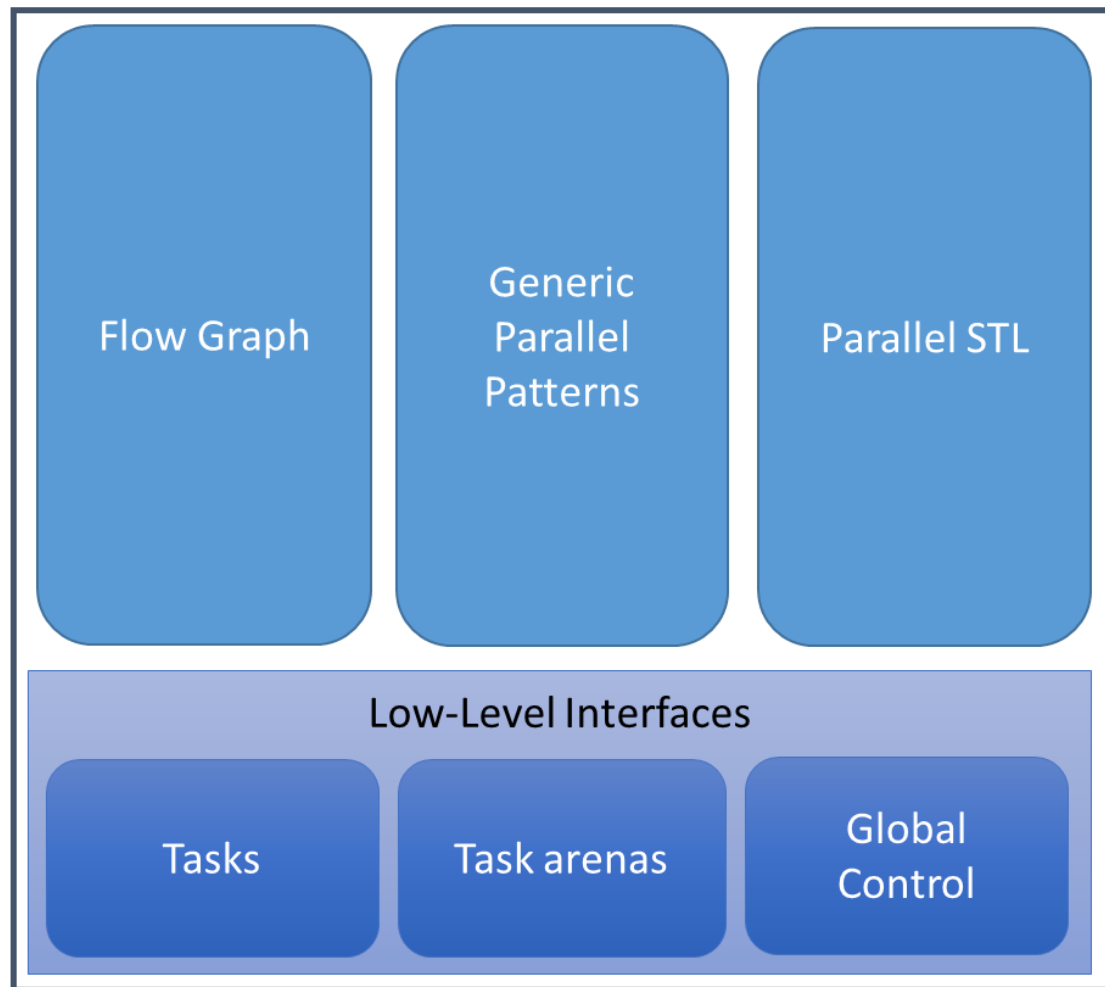 Flow Graph
Generic
Parallel
Patterns
Parallel STL
Low-Level Interfaces
Tasks
Task arenas
Global
Control